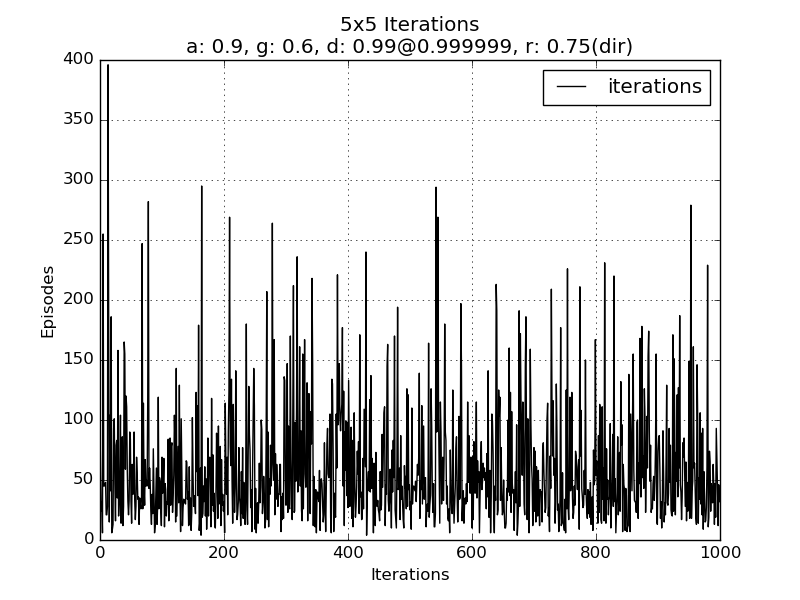 5x5 Iterations
a: 0.9, g: 0.6, d: 0.99@0.999999, r: 0.75(dir)
iterations
400
350
300
250
200
150
100
50
0
Episodes
0 200 400 600 800 1000
Iterations